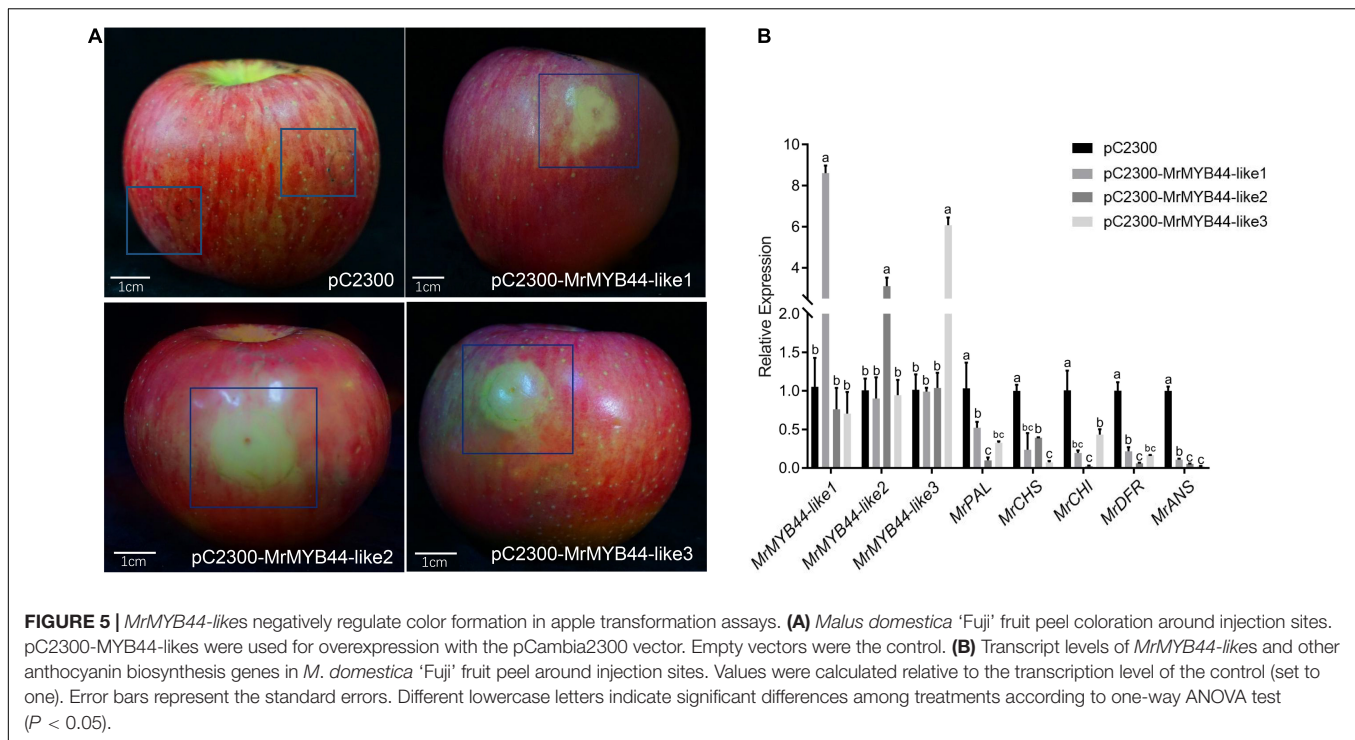 A
B
pC2300
1cm
pC2300-MrMYB44-like1
1cm
pC2300-MrMYB44-like2
1cm
pC2300-MrMYB44-like3
1cm
pC2300
pC2300-MrMYB44-like1
pC2300-MrMYB44-like2
pC2300-MrMYB44-like3
Relative Expression
10
8
6
4
2.0
1.5
1.0
0.5
0.0
b a b b
b b a b
b b b a
a b c bc
a bc b c
a bc c b
a b c bc
a b c c
MrMYB44-like1
MrMYB44-like2
MrMYB44-like3
MrPAL
MrCHS
MrCHI
MrDFR
MrANS
FIGURE 5 | MrMYB44-likes negatively regulate color formation in apple transformation assays. (A) Malus domestica ‘Fuji’ fruit peel coloration around injection sites.
pC2300-MYB44-likes were used for overexpression with the pCambia2300 vector. Empty vectors were the control. (B) Transcript levels of MrMYB44-likes and other
anthocyanin biosynthesis genes in M. domestica ‘Fuji’ fruit peel around injection sites. Values were calculated relative to the transcription level of the control (set to
one). Error bars represent the standard errors. Different lowercase letters indicate significant differences among treatments according to one-way ANOVA test
(P < 0.05).